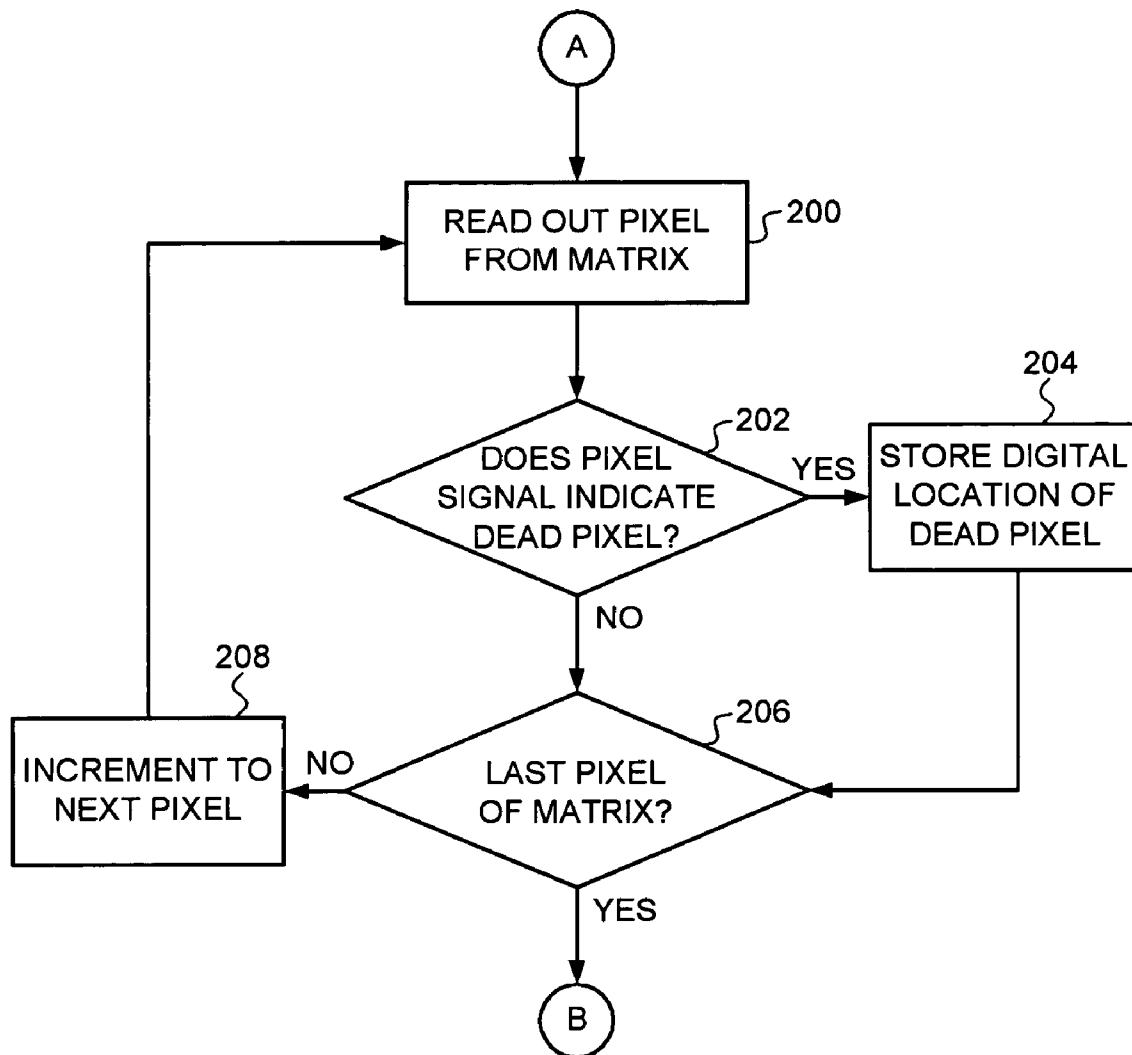 A
READ OUT PIXEL
FROM MATRIX
200
202
DOES PIXEL
SIGNAL INDICATE
DEAD PIXEL?
YES
204
STORE DIGITAL
LOCATION OF
DEAD PIXEL
NO
206
LAST PIXEL
OF MATRIX?
NO
208
INCREMENT TO
NEXT PIXEL
YES
B